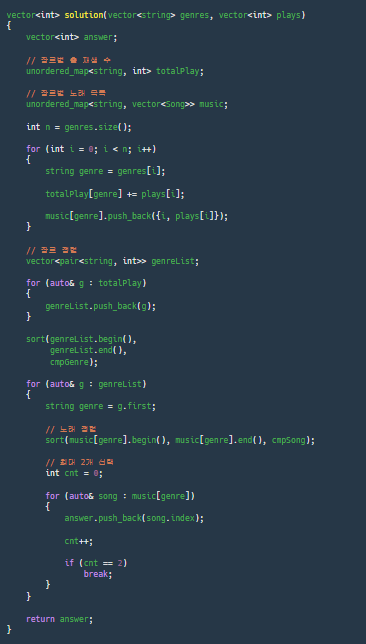 vector<int> solution(vector<string> genres, vector<int> plays)
{
    vector<int> answer;

    // 장르별 총 재생 수
    unordered_map<string, int> totalPlay;

    // 장르별 노래 목록
    unordered_map<string, vector<Song>> music;

    int n = genres.size();

    for (int i = 0; i < n; i++)
    {
        string genre = genres[i];

        totalPlay[genre] += plays[i];

        music[genre].push_back({i, plays[i]});
    }

    // 장르 정렬
    vector<pair<string, int>> genreList;

    for (auto& g : totalPlay)
    {
        genreList.push_back(g);
    }

    sort(genreList.begin(),
         genreList.end(),
         cmpGenre);

    for (auto& g : genreList)
    {
        string genre = g.first;

        // 노래 정렬
        sort(music[genre].begin(), music[genre].end(), cmpSong);

        // 최대 2개 선택
        int cnt = 0;

        for (auto& song : music[genre])
        {
            answer.push_back(song.index);

            cnt++;

            if (cnt == 2)
                break;
        }
    }

    return answer;
}